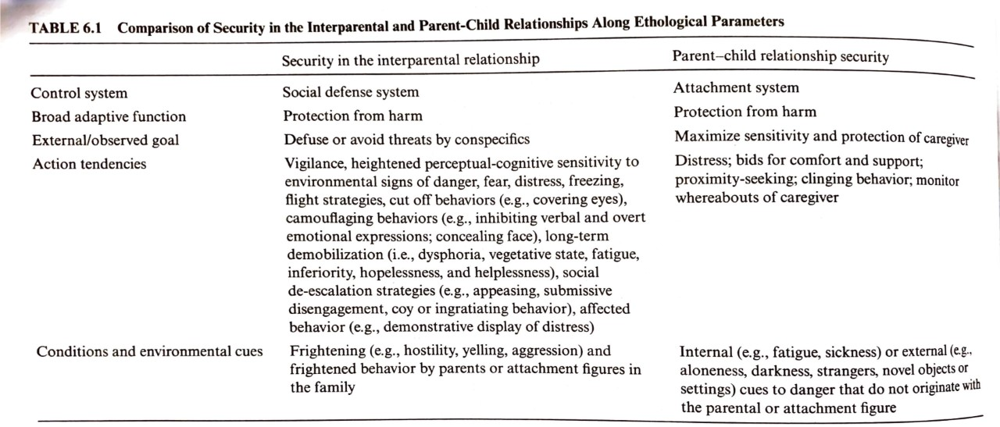 TABLE 6.1 Comparison of Security in the Interparental and Parent-Child Relationships Along Ethological Parameters
Security in the interparental relationship
Parent–child relationship security
Control system
Social defense system
Attachment system
Broad adaptive function
Protection from harm
Protection from harm
External/observed goal
Defuse or avoid threats by conspecifics
Maximize sensitivity and protection of caregiver
Action tendencies
Vigilance, heightened perceptual-cognitive sensitivity to
environmental signs of danger, fear, distress, freezing,
flight strategies, cut off behaviors (e.g., covering eyes),
camouflaging behaviors (e.g., inhibiting verbal and overt
emotional expressions; concealing face), long-term
demobilization (i.e., dysphoria, vegetative state, fatigue,
inferiority, hopelessness, and helplessness), social
de-escalation strategies (e.g., appeasing, submissive
disengagement, coy or ingratiating behavior), affected
behavior (e.g., demonstrative display of distress)
Distress; bids for comfort and support;
proximity-seeking; clinging behavior; monitor
whereabouts of caregiver
Conditions and environmental cues
Frightening (e.g., hostility, yelling, aggression) and
frightened behavior by parents or attachment figures in
the family
Internal (e.g., fatigue, sickness) or external (e.g.,
aloneness, darkness, strangers, novel objects or
settings) cues to danger that do not originate with
the parental or attachment figure